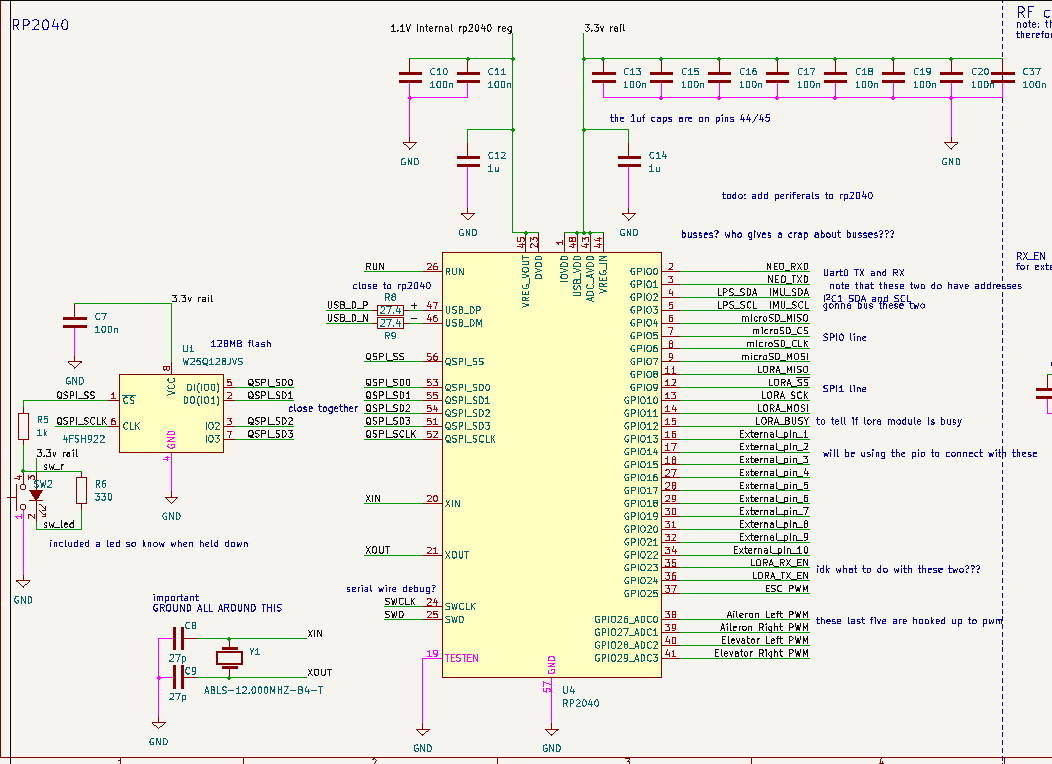 RP2040
RF c
note: th
therefor
1.1V internal rp2040 reg
3.3v rail
C10
100n
C11
100n
C13
100n
C15
100n
C16
100n
C17
100n
C18
100n
C19
100n
C20
100n
C37
100n
GND
GND
the 1uf caps are on pins 44/45
C12
1u
C14
1u
GND
GND
todo: add periferals to rp2040
busses? who gives a crap about busses???
RX_EN
for exte
45
23
1
48
43
44
VREG_VOUT
DVDD
IOVDD
USB_VDD
ADC_AVDD
VREG_IN
RUN 26 RUN
close to rp2040
R8
USB_D_P 27.4 + 47 USB_DP
USB_D_N 27.4 − 46 USB_DM
R9
QSPI_SS 56 QSPI_SS
QSPI_SD0 53 QSPI_SD0
QSPI_SD1 55 QSPI_SD1
QSPI_SD2 54 QSPI_SD2
QSPI_SD3 51 QSPI_SD3
QSPI_SCLK 52 QSPI_SCLK
XIN 20 XIN
XOUT 21 XOUT
serial wire debug?
SWCLK 24 SWCLK
SWD 25 SWD
19 TESTEN
GND
57
GND
GND
U4
RP2040
GPIO0 2 NEO_RXD
GPIO1 3 NEO_TXD
GPIO2 4 LPS_SDA IMU_SDA
GPIO3 5 LPS_SCL IMU_SCL
GPIO4 6 microSD_MISO
GPIO5 7 microSD_CS
GPIO6 8 microSD_CLK
GPIO7 9 microSD_MOSI
GPIO8 11 LORA_MISO
GPIO9 12 LORA_SS
GPIO10 13 LORA_SCK
GPIO11 14 LORA_MOSI
GPIO12 15 LORA_BUSY
GPIO13 16 External_pin_1
GPIO14 17 External_pin_2
GPIO15 18 External_pin_3
GPIO16 27 External_pin_4
GPIO17 28 External_pin_5
GPIO18 29 External_pin_6
GPIO19 30 External_pin_7
GPIO20 31 External_pin_8
GPIO21 32 External_pin_9
GPIO22 34 External_pin_10
GPIO23 35 LORA_RX_EN
GPIO24 36 LORA_TX_EN
GPIO25 37 ESC_PWM
GPIO26_ADC0 38 Aileron Left PWM
GPIO27_ADC1 39 Aileron Right PWM
GPIO28_ADC2 40 Elevator Left PWM
GPIO29_ADC3 41 Elevator Right PWM
Uart0 TX and RX
note that these two do have addresses
I²C1 SDA and SCL
gonna bus these two
SPI0 line
SPI1 line
to tell if lora module is busy
will be using the pio to connect with these
idk what to do with these two???
these last five are hooked up to pwm
3.3v rail
C7
100n
GND
U1
W25Q128JVS
128MB flash
8
VCC
QSPI_SS 1 CS
QSPI_SCLK 6 CLK
DI(IO0) 5 QSPI_SD0
DO(IO1) 2 QSPI_SD1
IO2 3 QSPI_SD2
IO3 7 QSPI_SD3
close together
GND
4
GND
R5
1k
4FSH922
3.3v rail
sw_r
4
3
SW2
1
2
R6
330
sw_led
included a led so know when held down
GND
important
GROUND ALL AROUND THIS
C8
27p
C9
27p
XIN
Y1
XOUT
ABLS-12.000MHZ-B4-T
GND
1
2
3
4